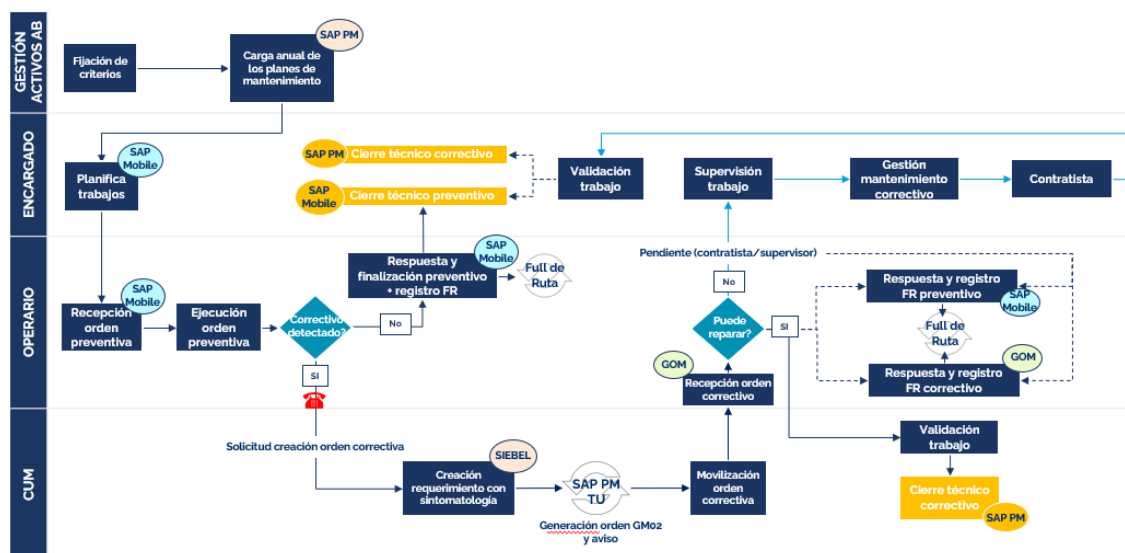 GESTIÓN
ACTIVOS AB
Fijación de
criterios
Carga anual de
los planes de
mantenimiento
SAP PM
ENCARGADO
Planifica
trabajos
SAP
Mobile
SAP PM
Cierre técnico correctivo
SAP
Mobile
Cierre técnico preventivo
Validación
trabajo
Supervisión
trabajo
Gestión
mantenimiento
correctivo
Contratista
OPERARIO
Recepción
orden
preventiva
SAP
Mobile
Ejecución
orden
preventiva
Correctivo
detectado?
No
SI
Respuesta y
finalización preventivo
+ registro FR
SAP
Mobile
Full de
Ruta
Pendiente (contratista/supervisor)
No
Puede
reparar?
SI
GOM
Recepción orden
correctivo
Respuesta y registro
FR preventivo
SAP
Mobile
Full de
Ruta
Respuesta y registro
FR correctivo
GOM
CUM
Solicitud creación orden correctiva
Creación
requerimiento con
sintomatología
SIEBEL
SAP PM
TU
Generación orden GM02
y aviso
Movilización
orden
correctiva
Validación
trabajo
Cierre técnico
correctivo
SAP PM